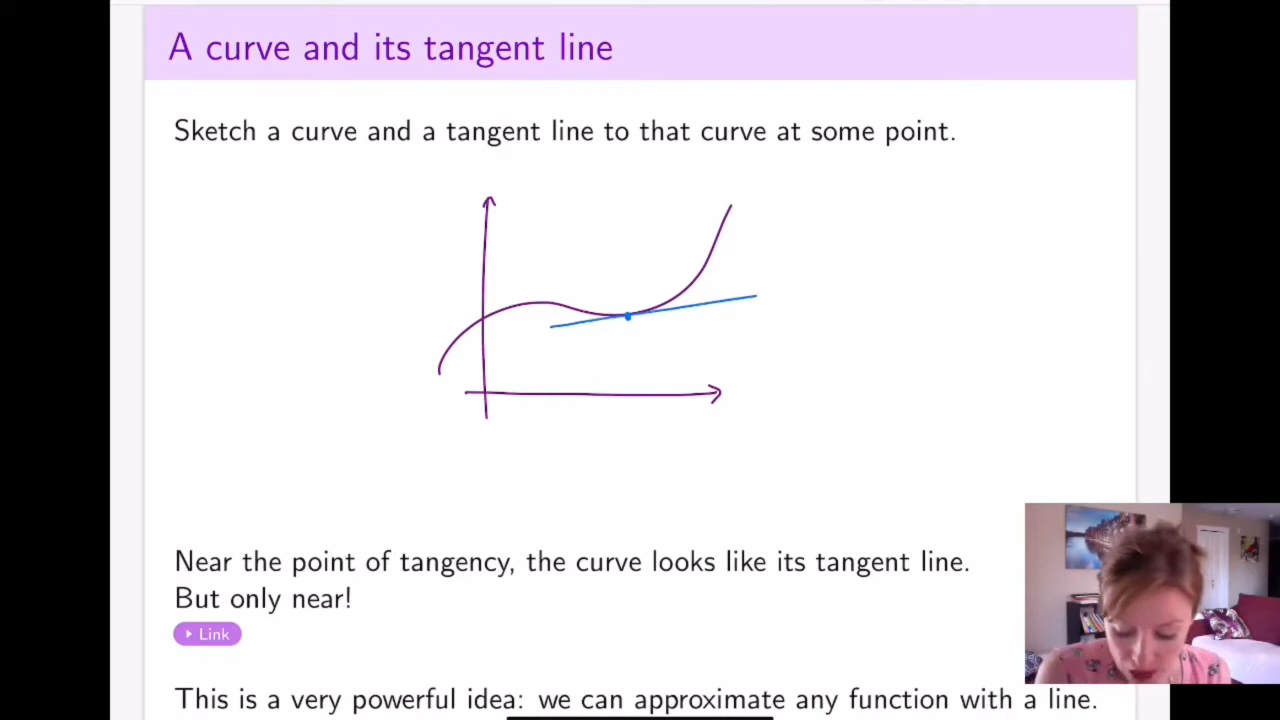 A curve and its tangent line
Sketch a curve and a tangent line to that curve at some point.
Near the point of tangency, the curve looks like its tangent line.
But only near!
Link
This is a very powerful idea: we can approximate any function with a line.